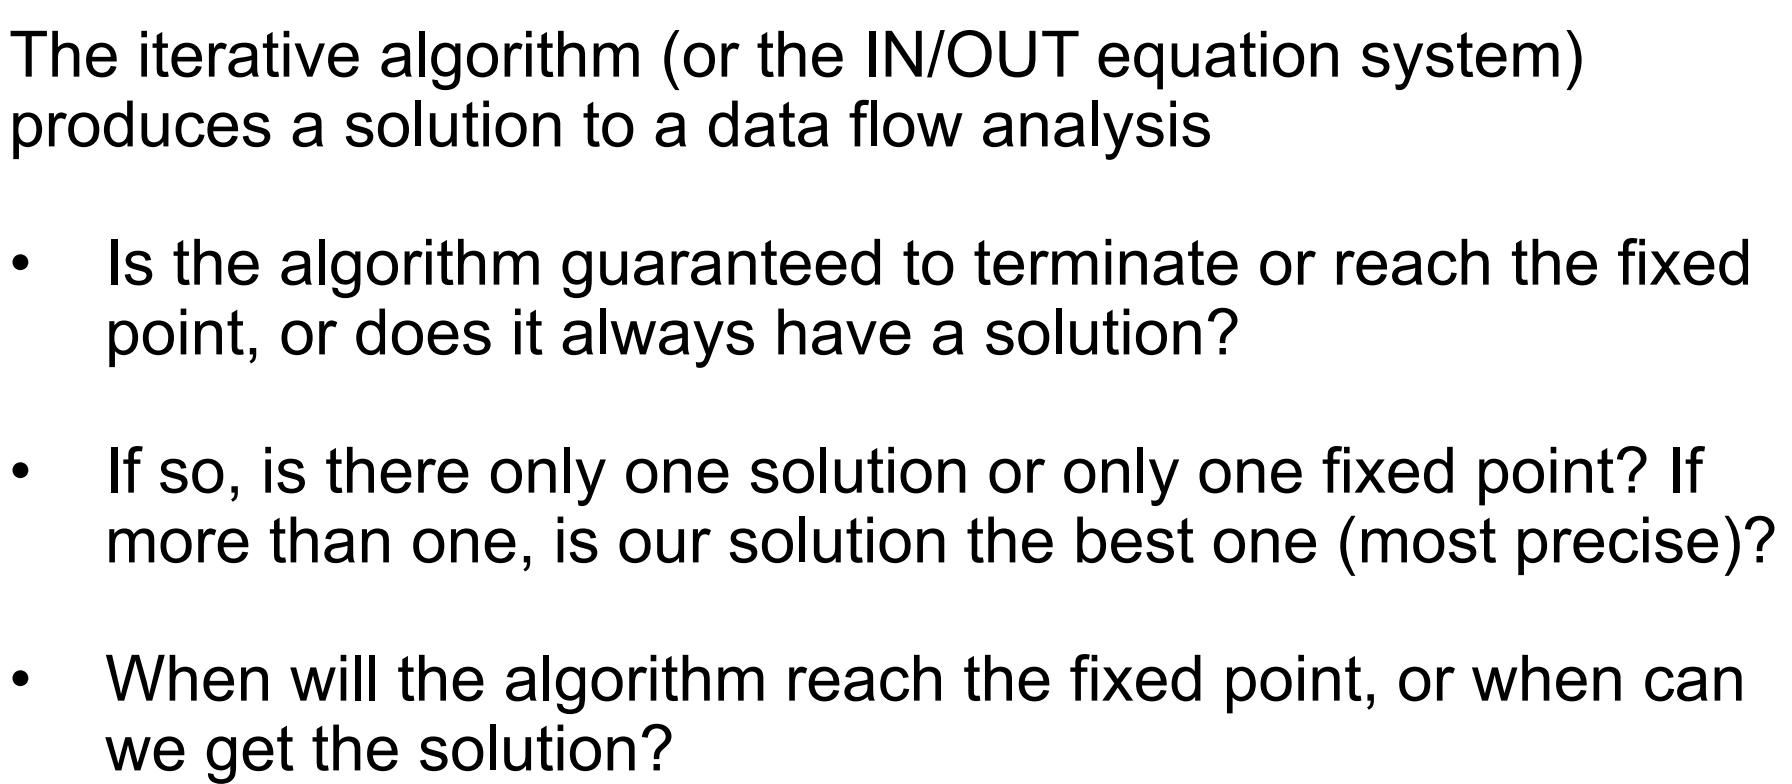 The iterative algorithm (or the IN/OUT equation system)
produces a solution to a data flow analysis
• Is the algorithm guaranteed to terminate or reach the fixed
point, or does it always have a solution?
• If so, is there only one solution or only one fixed point? If
more than one, is our solution the best one (most precise)?
• When will the algorithm reach the fixed point, or when can
we get the solution?